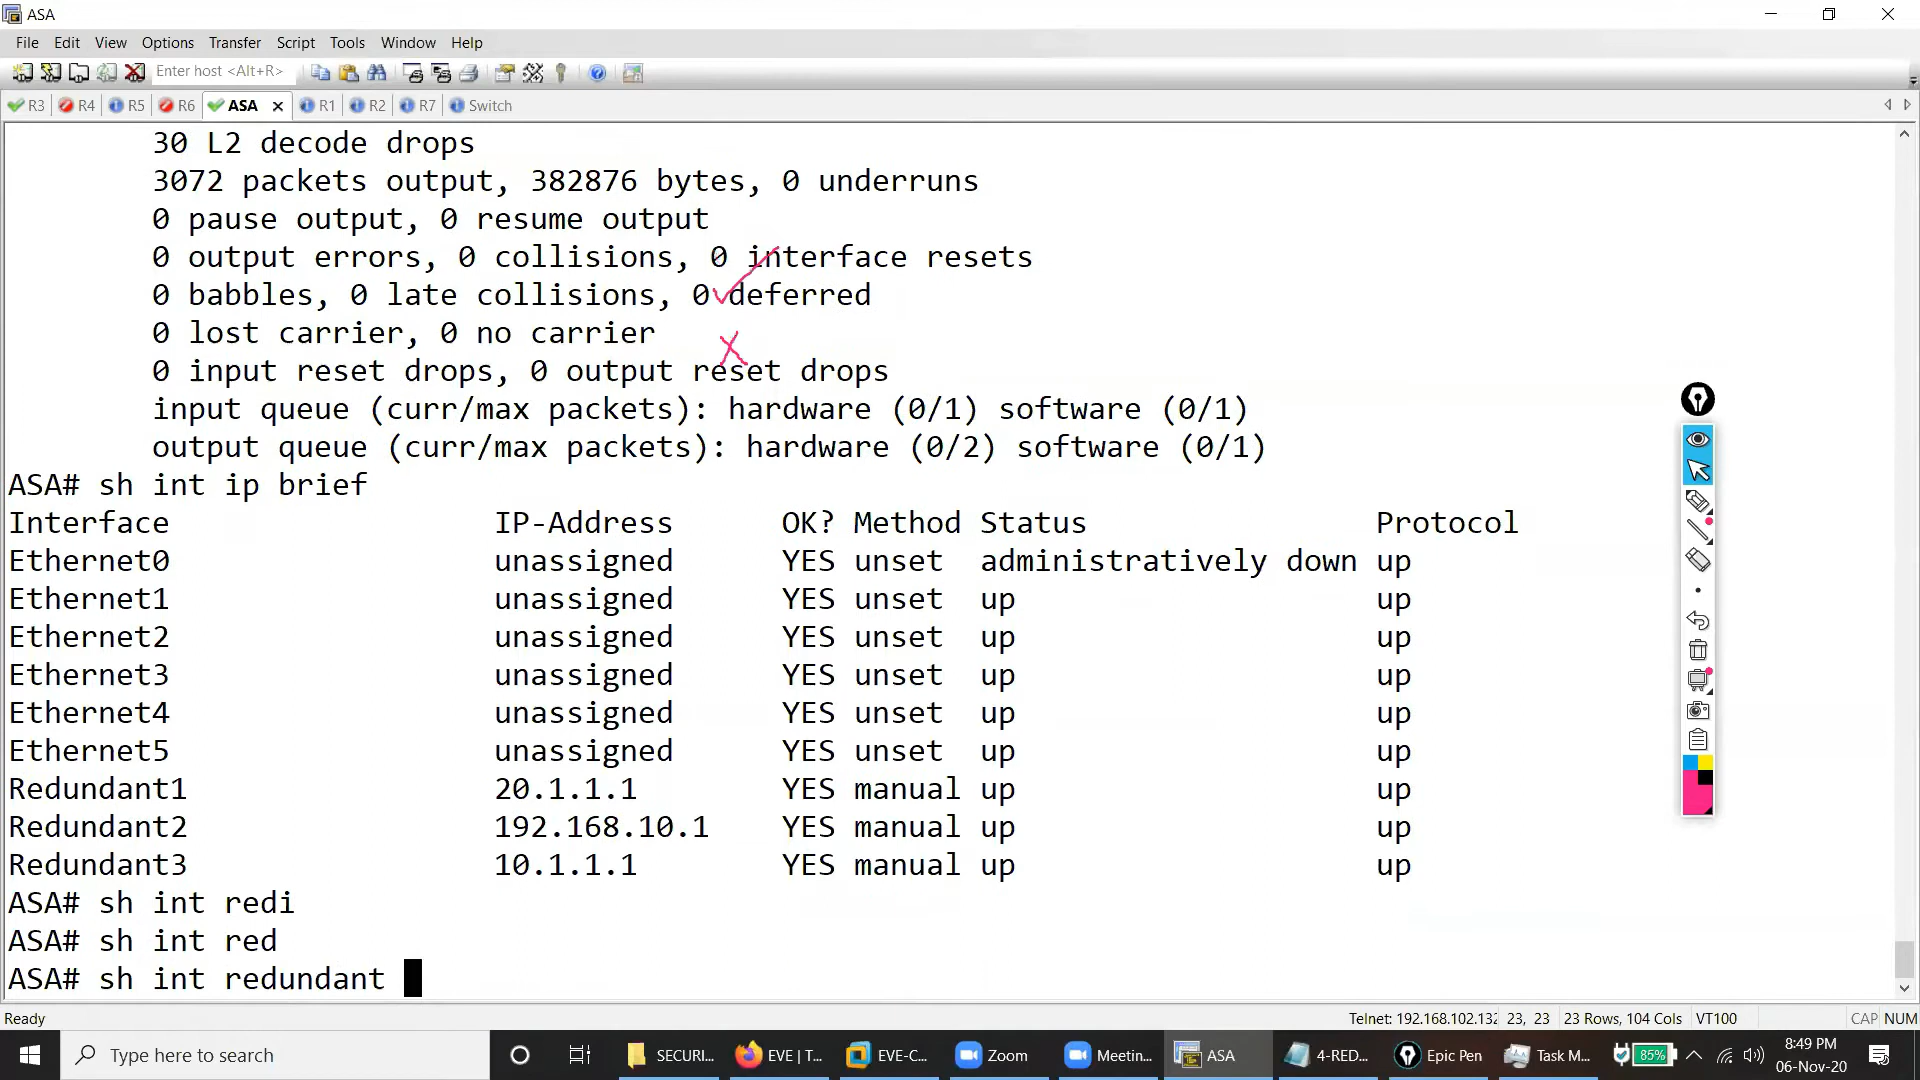 ASA
File Edit View Options Transfer Script Tools Window Help
Enter host <Alt+R>
R3 R4 R5 R6 ASA R1 R2 R7 Switch
30 L2 decode drops
3072 packets output, 382876 bytes, 0 underruns
0 pause output, 0 resume output
0 output errors, 0 collisions, 0 interface resets
0 babbles, 0 late collisions, 0 deferred
0 lost carrier, 0 no carrier
0 input reset drops, 0 output reset drops
input queue (curr/max packets): hardware (0/1) software (0/1)
output queue (curr/max packets): hardware (0/2) software (0/1)
ASA# sh int ip brief
Interface IP-Address OK? Method Status Protocol
Ethernet0 unassigned YES unset administratively down up
Ethernet1 unassigned YES unset up up
Ethernet2 unassigned YES unset up up
Ethernet3 unassigned YES unset up up
Ethernet4 unassigned YES unset up up
Ethernet5 unassigned YES unset up up
Redundant1 20.1.1.1 YES manual up up
Redundant2 192.168.10.1 YES manual up up
Redundant3 10.1.1.1 YES manual up up
ASA# sh int redi
ASA# sh int red
ASA# sh int redundant
Ready Telnet: 192.168.102.132 23, 23 23 Rows, 104 Cols VT100 CAP NUM
Type here to search SECURI... EVE | T... EVE-C... Zoom Meetin... ASA 4-RED... Epic Pen Task M... 85% 8:49 PM
06-Nov-20